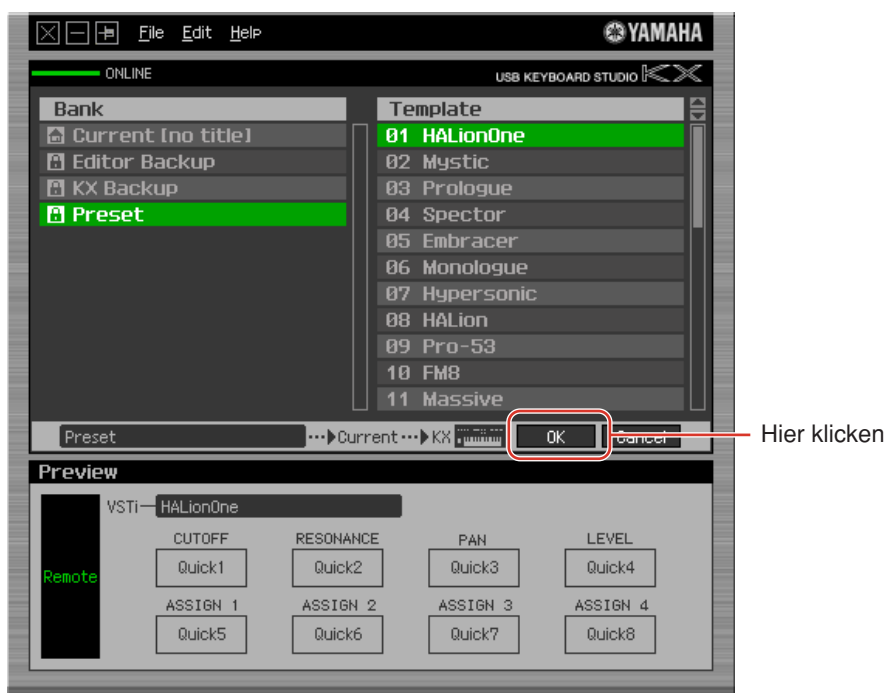 File Edit Help
YAMAHA
ONLINE
USB KEYBOARD STUDIO KX
Bank
Current [no title]
Editor Backup
KX Backup
Preset
Template
01 HALionOne
02 Mystic
03 Prologue
04 Spector
05 Embracer
06 Monologue
07 Hypersonic
08 HALion
09 Pro-53
10 FM8
11 Massive
Preset Current KX OK Cancel
Hier klicken
Preview
VSTi HALionOne
Remote
CUTOFF RESONANCE PAN LEVEL
Quick1 Quick2 Quick3 Quick4
ASSIGN 1 ASSIGN 2 ASSIGN 3 ASSIGN 4
Quick5 Quick6 Quick7 Quick8